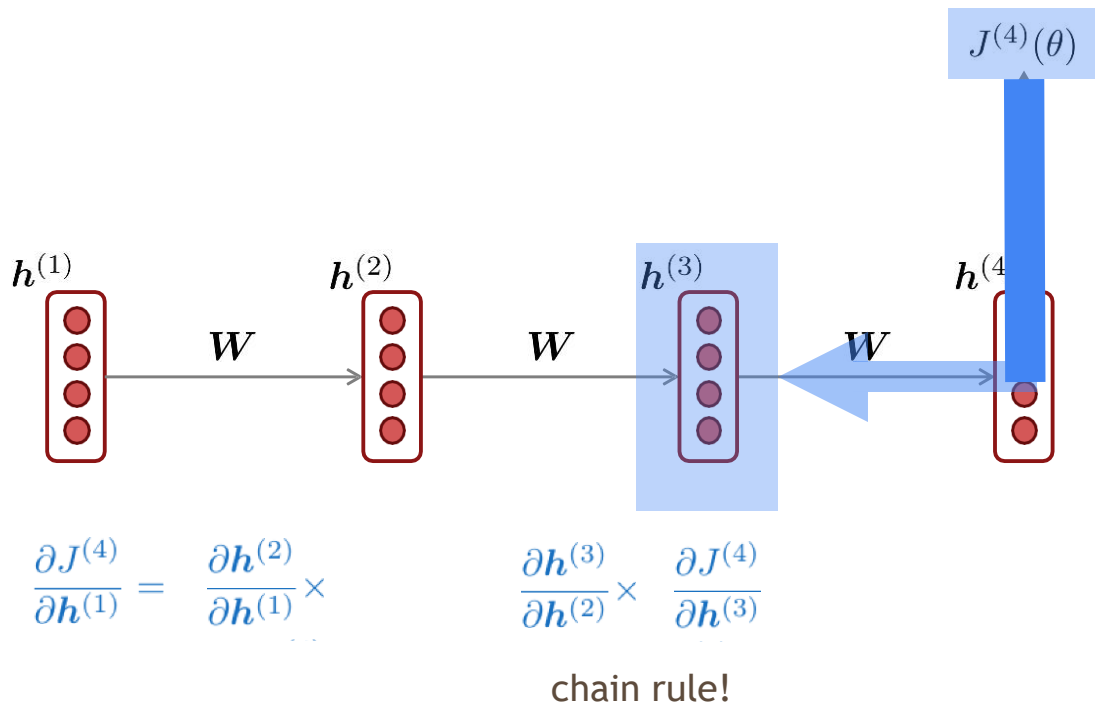 J^{(4)}(θ)
h^{(1)} h^{(2)} h^{(3)} h^{(4
W W W
∂J^{(4)}/∂h^{(1)} = ∂h^{(2)}/∂h^{(1)} × ∂h^{(3)}/∂h^{(2)} × ∂J^{(4)}/∂h^{(3)}
chain rule!